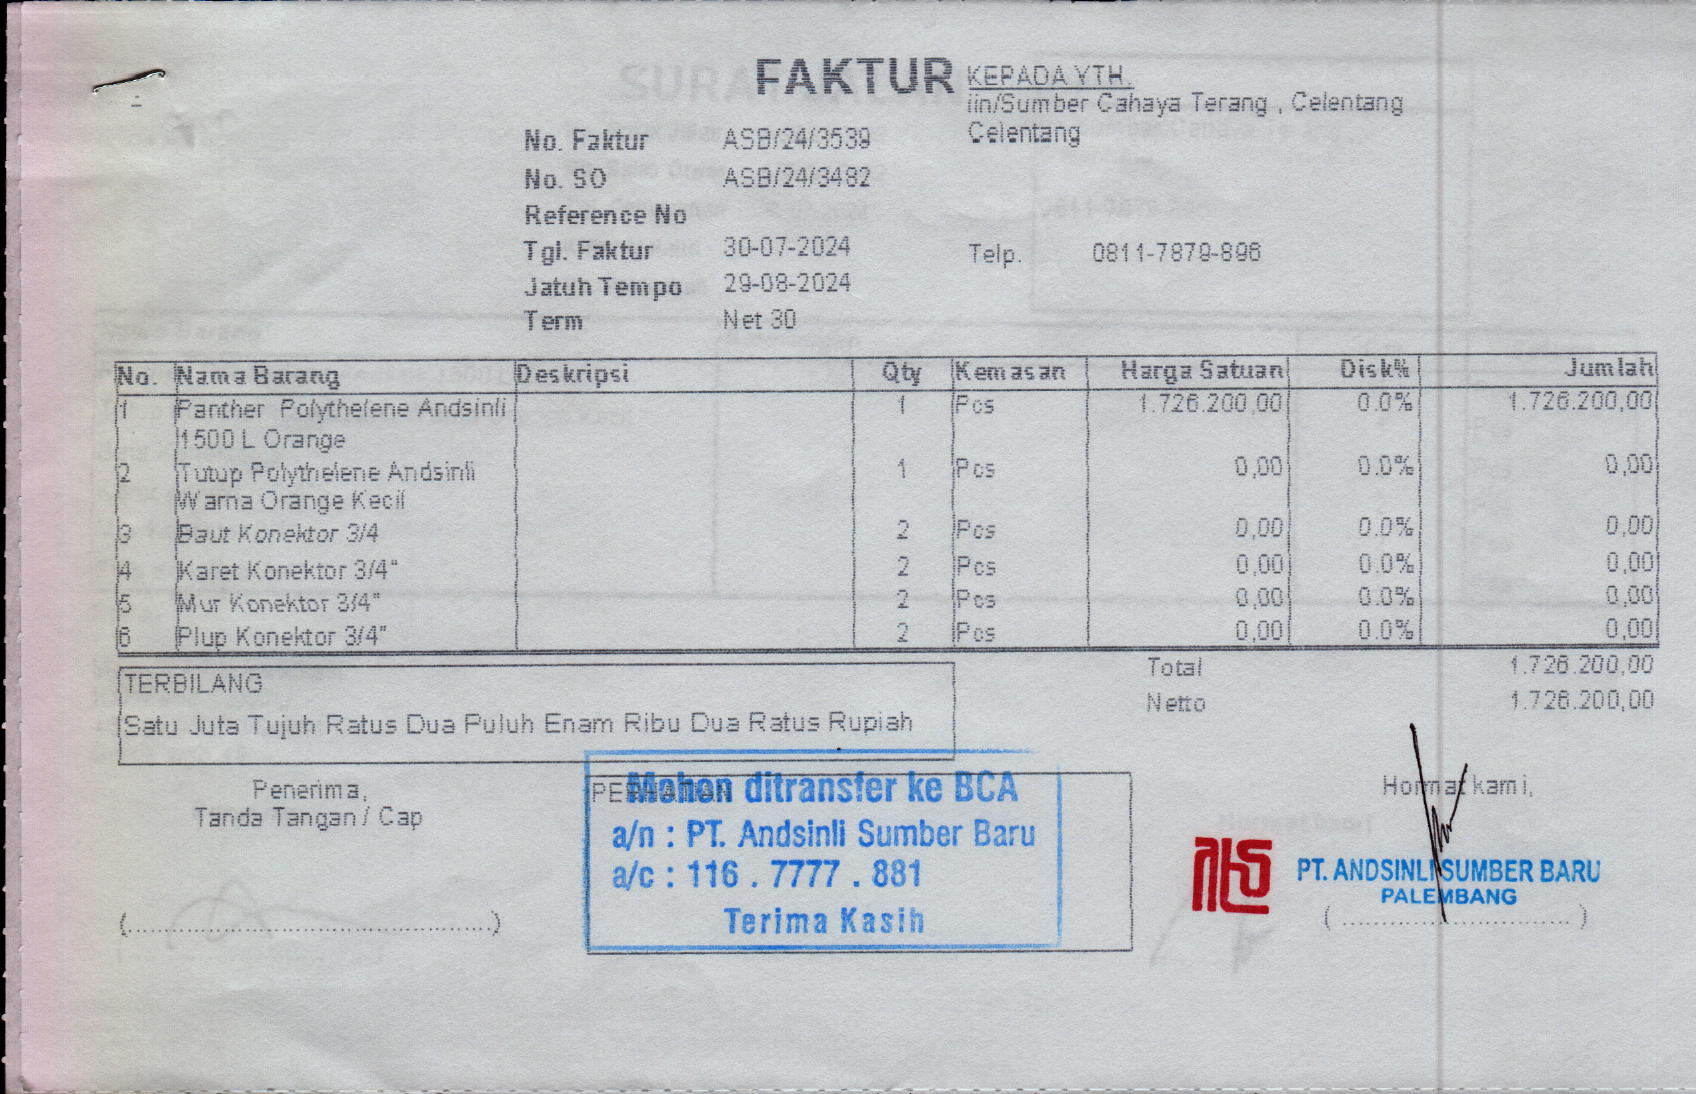 FAKTUR
KEPADA YTH.
iin/Sumber Cahaya Terang , Celentang
Celentang
No. Faktur ASB/24/3539
No. SO ASB/24/3482
Reference No
Tgl. Faktur 30-07-2024
Telp. 0811-7879-896
Jatuh Tempo 29-08-2024
Term Net 30
No. Nama Barang Deskripsi Qty Kemasan Harga Satuan Disk% Jumlah
1 Panther Polythelene Andsinli 1 Pcs 1.726.200,00 0.0% 1.726.200,00
1500 L Orange
2 Tutup Polythelene Andsinli 1 Pcs 0,00 0.0% 0,00
Warna Orange Kecil
3 Baut Konektor 3/4 2 Pcs 0,00 0.0% 0,00
4 Karet Konektor 3/4" 2 Pcs 0,00 0.0% 0,00
5 Mur Konektor 3/4" 2 Pcs 0,00 0.0% 0,00
6 Plup Konektor 3/4" 2 Pcs 0,00 0.0% 0,00
Total 1.726.200,00
Netto 1.726.200,00
TERBILANG
Satu Juta Tujuh Ratus Dua Puluh Enam Ribu Dua Ratus Rupiah
Penerima,
Tanda Tangan / Cap
(..................................................)
PERHATIAN
Mohon ditransfer ke BCA
a/n : PT. Andsinli Sumber Baru
a/c : 116 . 7777 . 881
Terima Kasih
Hormat kami,
PT. ANDSINLI SUMBER BARU
PALEMBANG
( ............................... )